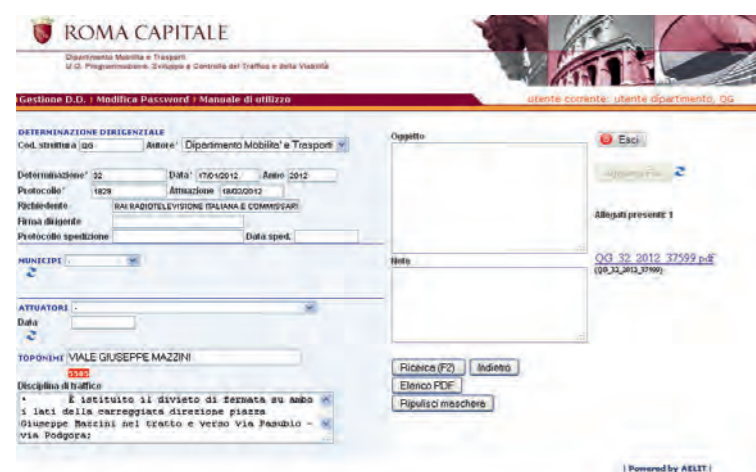 ROMA CAPITALE
Dipartimento Mobilita e Trasporti
U.O. Programmazione, Sviluppo e Controllo del Traffico e della Viabilità
Gestione D.D. | Modifica Password | Manuale di utilizzo
utente corrente: utente dipartimento, QG
DETERMINAZIONE DIRIGENZIALE
Cod. struttura QG Autore* Dipartimento Mobilita' e Trasporti
Determinazione* 32 Data* 17/01/2012 Anno 2012
Protocollo* 1829 Attuazione 18/02/2012
Richiedente RAI RADIOTELEVISIONE ITALIANA E COMMISSARI
Firma dirigente
Protocollo spedizione Data sped.
MUNICIPI -
ATTUATORI -
Data
TOPONIMI VIALE GIUSEPPE MAZZINI
Disciplina di traffico
• È istituito il divieto di fermata su ambo
i lati della carreggiata direzione piazza
Giuseppe Mazzini nel tratto e verso via Pasubio -
via Podgora;
Oggetto
Note
Ricerca (F2) Indietro
Elenco PDF
Ripulisci maschera
Esci
Aggiungi File
Allegati presenti: 1
QG_32_2012_37599.pdf
(QG_32_2012_37599)
| Powered by AELIT |